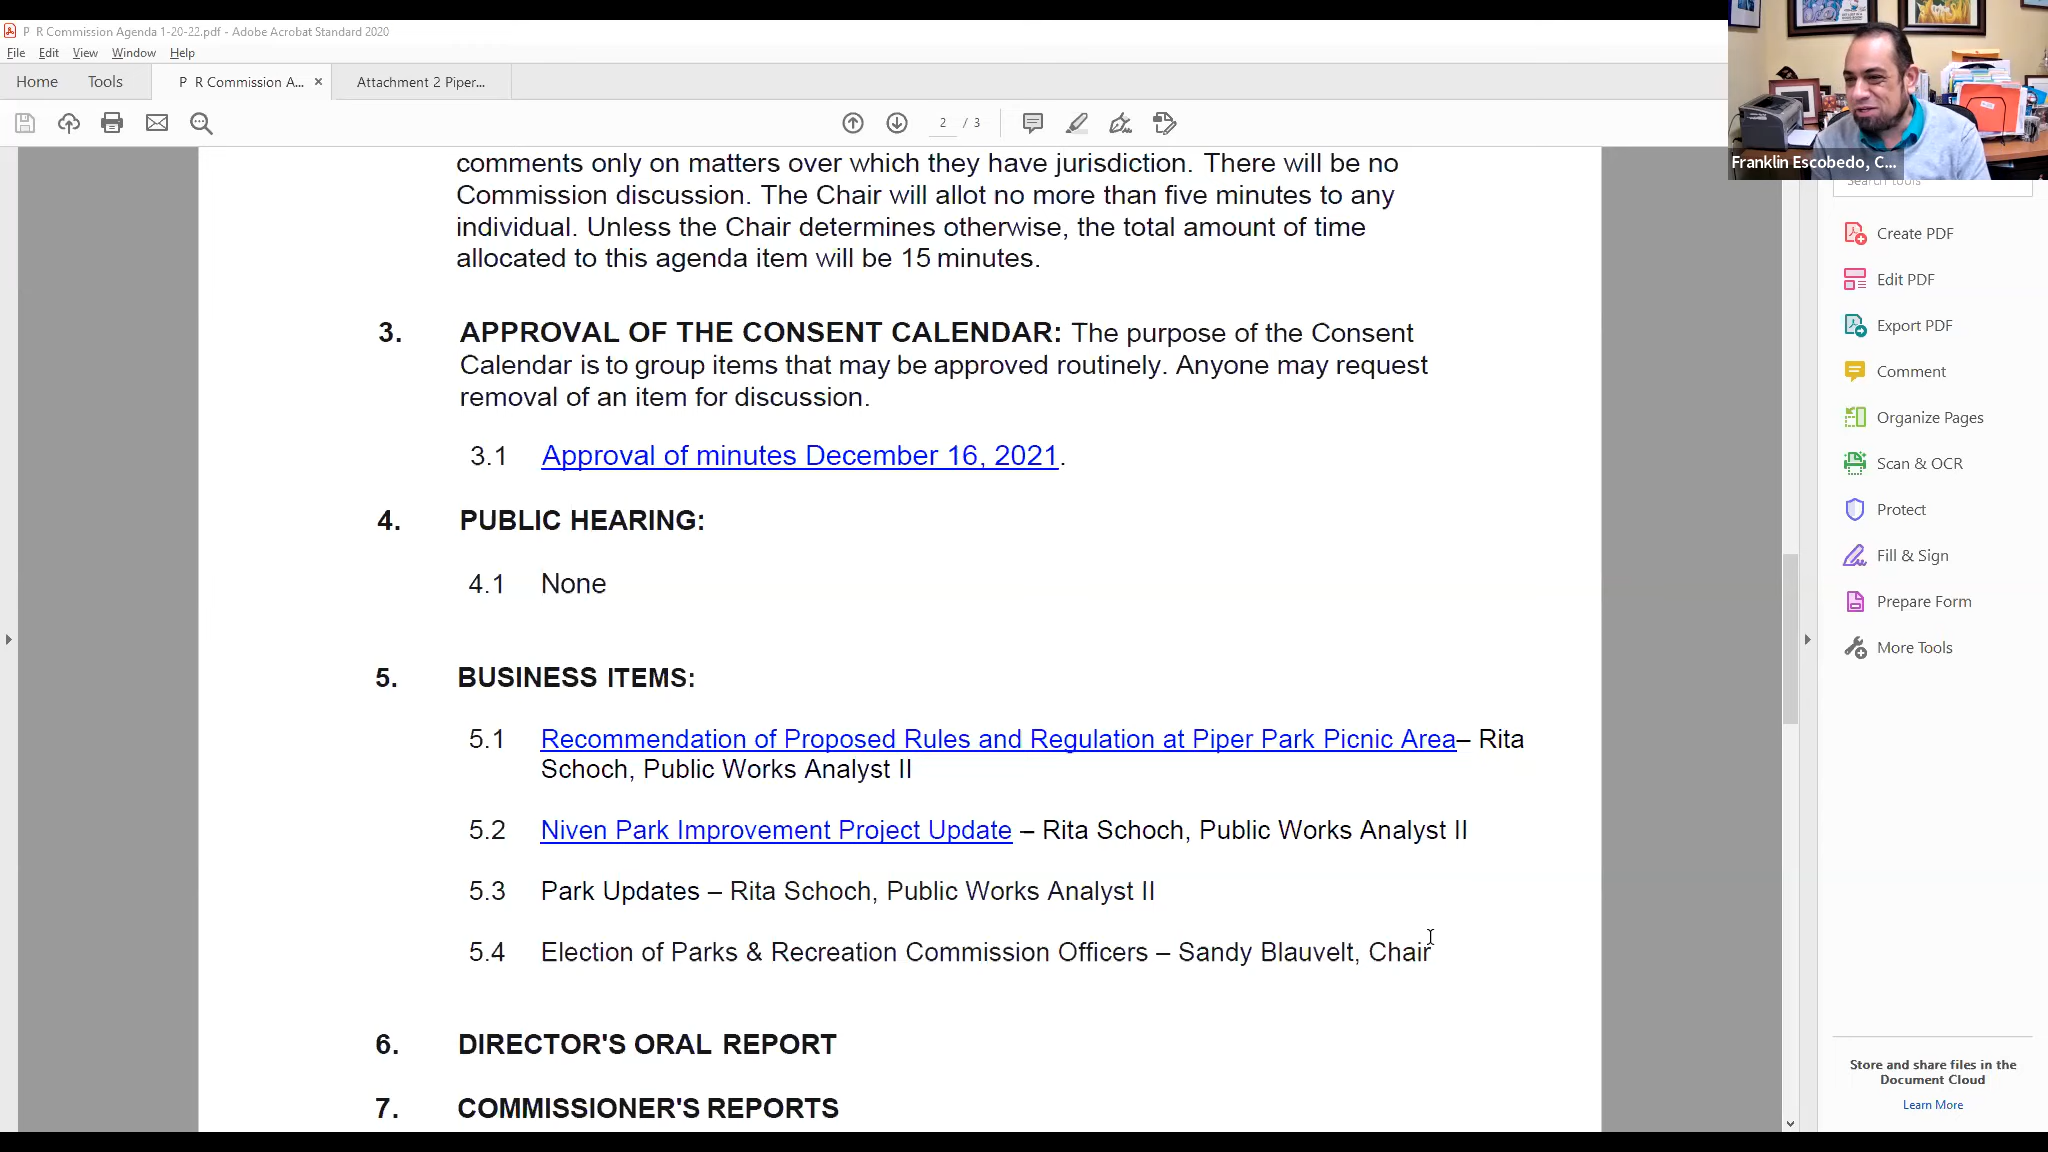 P R Commission Agenda 1-20-22.pdf - Adobe Acrobat Standard 2020
File Edit View Window Help
Home Tools P R Commission A... × Attachment 2 Piper...
2 / 3
Franklin Escobedo, C...
Search tools
comments only on matters over which they have jurisdiction. There will be no
Commission discussion. The Chair will allot no more than five minutes to any
individual. Unless the Chair determines otherwise, the total amount of time
allocated to this agenda item will be 15 minutes.
3. APPROVAL OF THE CONSENT CALENDAR: The purpose of the Consent
Calendar is to group items that may be approved routinely. Anyone may request
removal of an item for discussion.
3.1 Approval of minutes December 16, 2021.
4. PUBLIC HEARING:
4.1 None
5. BUSINESS ITEMS:
5.1 Recommendation of Proposed Rules and Regulation at Piper Park Picnic Area– Rita
Schoch, Public Works Analyst II
5.2 Niven Park Improvement Project Update – Rita Schoch, Public Works Analyst II
5.3 Park Updates – Rita Schoch, Public Works Analyst II
5.4 Election of Parks & Recreation Commission Officers – Sandy Blauvelt, Chair
6. DIRECTOR'S ORAL REPORT
7. COMMISSIONER'S REPORTS
Create PDF
Edit PDF
Export PDF
Comment
Organize Pages
Scan & OCR
Protect
Fill & Sign
Prepare Form
More Tools
Store and share files in the
Document Cloud
Learn More